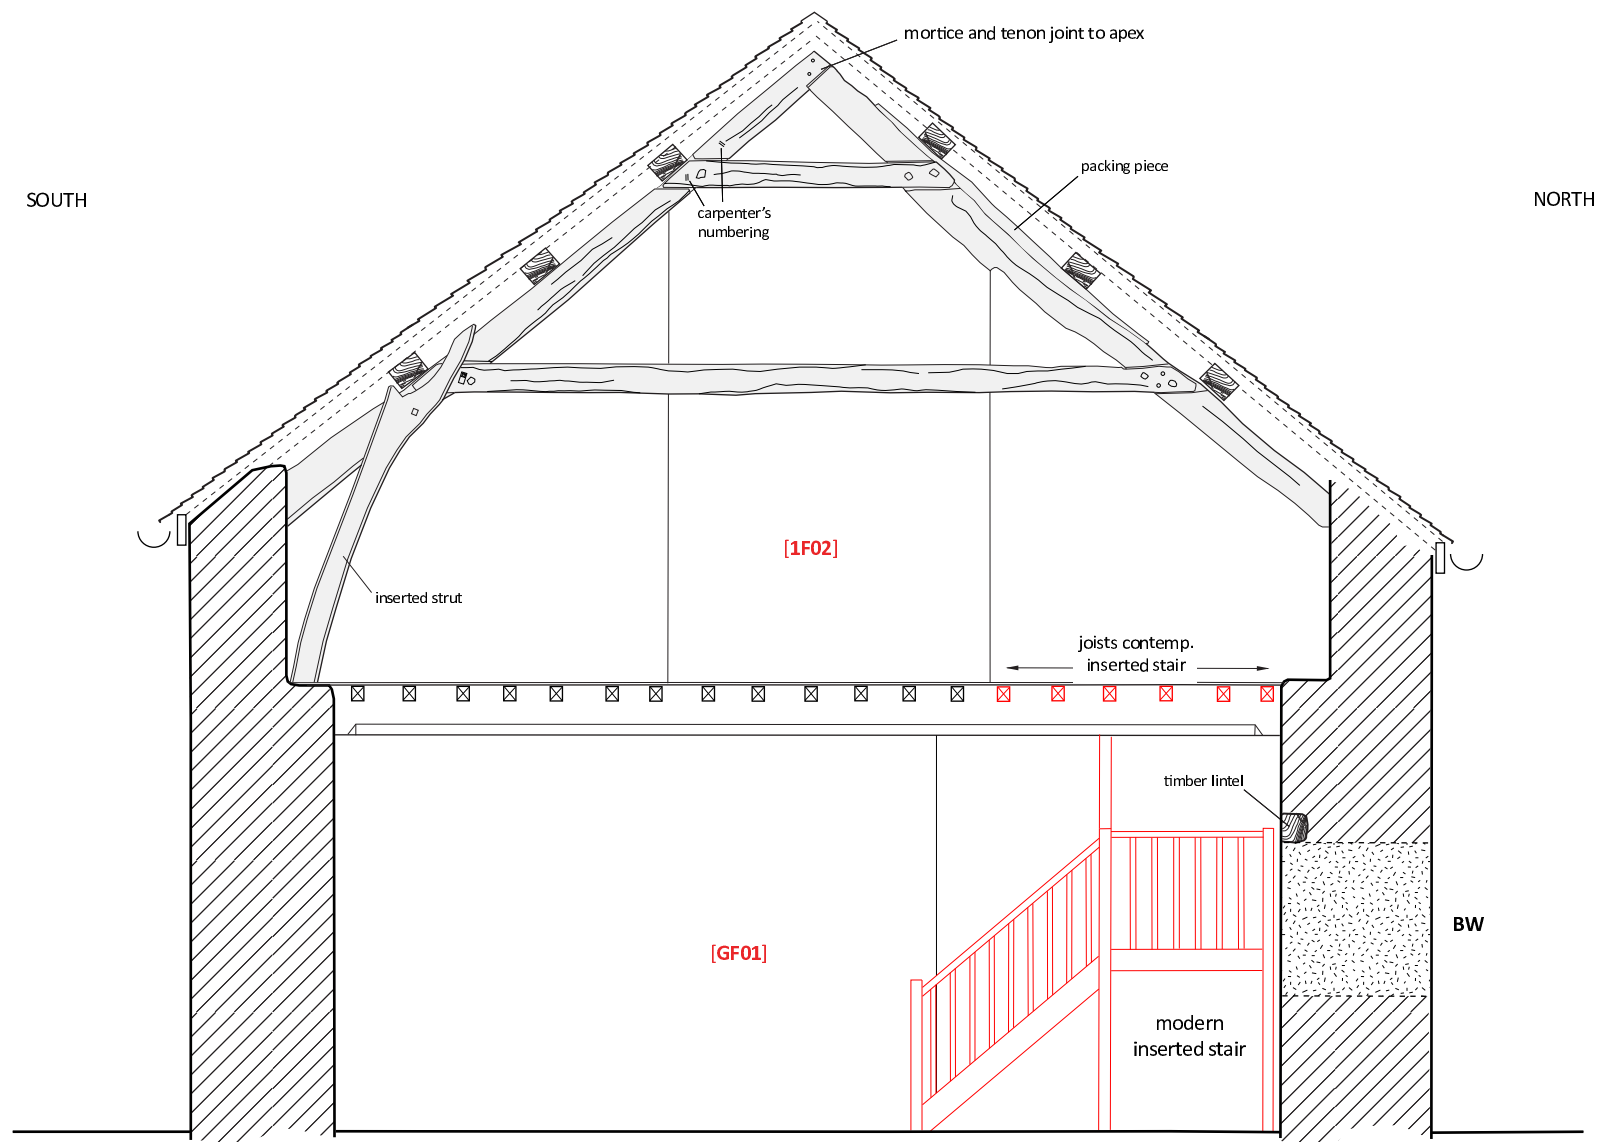 mortice and tenon joint to apex
packing piece
SOUTH
NORTH
carpenter's
numbering
[1F02]
inserted strut
joists contemp.
inserted stair
timber lintel
BW
[GF01]
modern
inserted stair